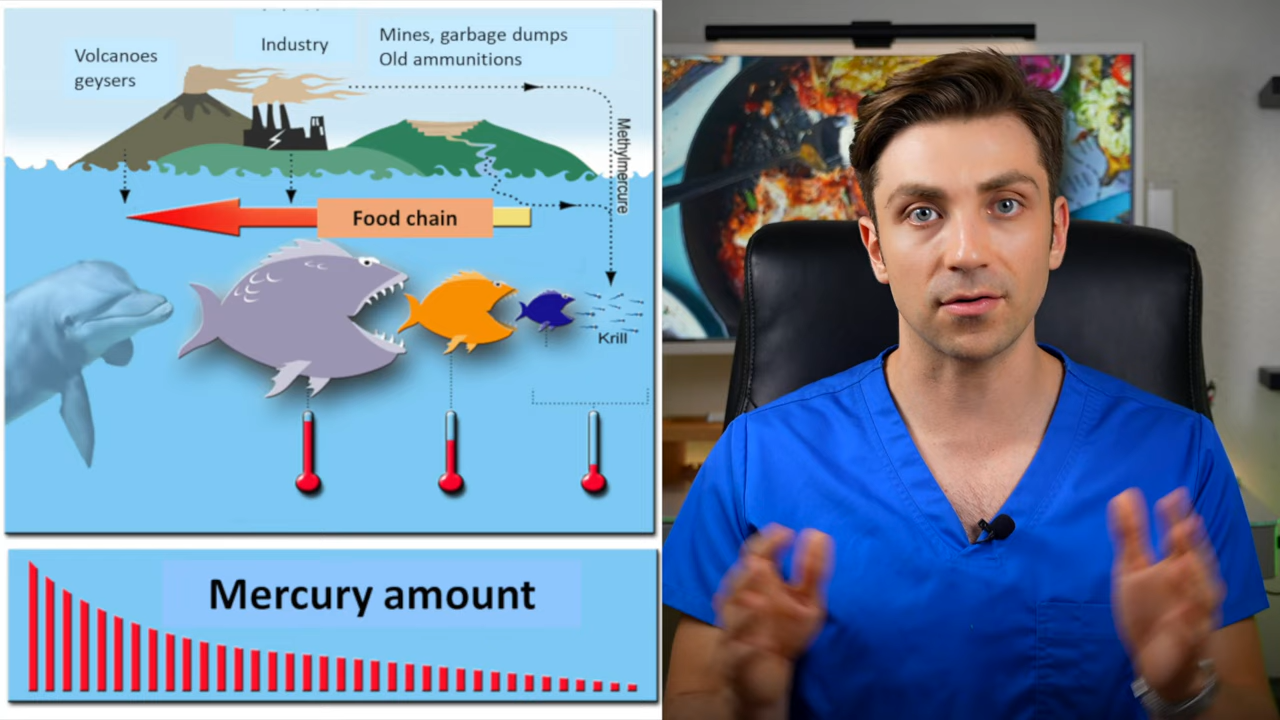 Volcanoes
geysers
Industry
Mines, garbage dumps
Old ammunitions
Methylmercure
Food chain
Krill
Mercury amount